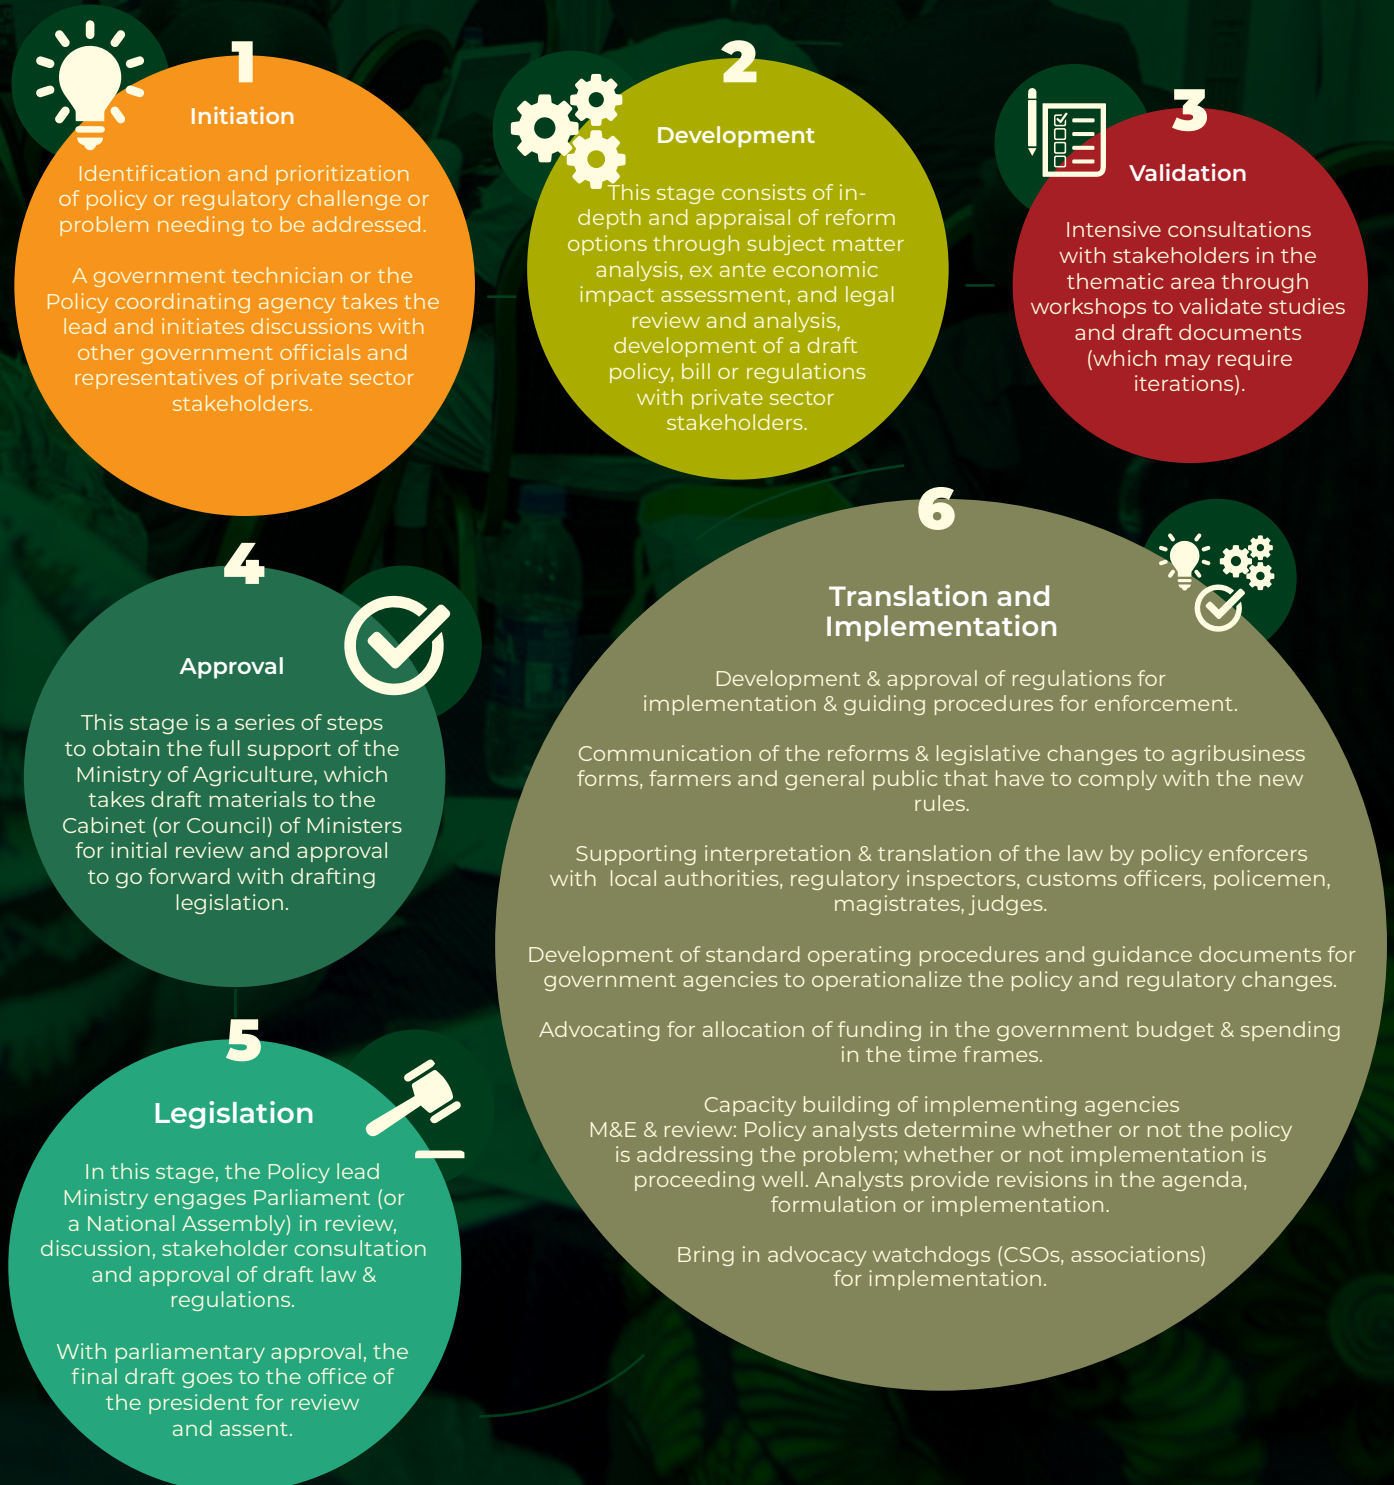 1
Initiation
Identification and prioritization
of policy or regulatory challenge or
problem needing to be addressed.
A government technician or the
Policy coordinating agency takes the
lead and initiates discussions with
other government officials and
representatives of private sector
stakeholders.
2
Development
This stage consists of in-
depth and appraisal of reform
options through subject matter
analysis, ex ante economic
impact assessment, and legal
review and analysis,
development of a draft
policy, bill or regulations
with private sector
stakeholders.
3
Validation
Intensive consultations
with stakeholders in the
thematic area through
workshops to validate studies
and draft documents
(which may require
iterations).
4
Approval
This stage is a series of steps
to obtain the full support of the
Ministry of Agriculture, which
takes draft materials to the
Cabinet (or Council) of Ministers
for initial review and approval
to go forward with drafting
legislation.
5
Legislation
In this stage, the Policy lead
Ministry engages Parliament (or
a National Assembly) in review,
discussion, stakeholder consultation
and approval of draft law &
regulations.
With parliamentary approval, the
final draft goes to the office of
the president for review
and assent.
6
Translation and
Implementation
Development & approval of regulations for
implementation & guiding procedures for enforcement.
Communication of the reforms & legislative changes to agribusiness
forms, farmers and general public that have to comply with the new
rules.
Supporting interpretation & translation of the law by policy enforcers
with  local authorities, regulatory inspectors, customs officers, policemen,
magistrates, judges.
Development of standard operating procedures and guidance documents for
government agencies to operationalize the policy and regulatory changes.
Advocating for allocation of funding in the government budget & spending
in the time frames.
Capacity building of implementing agencies
M&E & review: Policy analysts determine whether or not the policy
is addressing the problem; whether or not implementation is
proceeding well. Analysts provide revisions in the agenda,
formulation or implementation.
Bring in advocacy watchdogs (CSOs, associations)
for implementation.